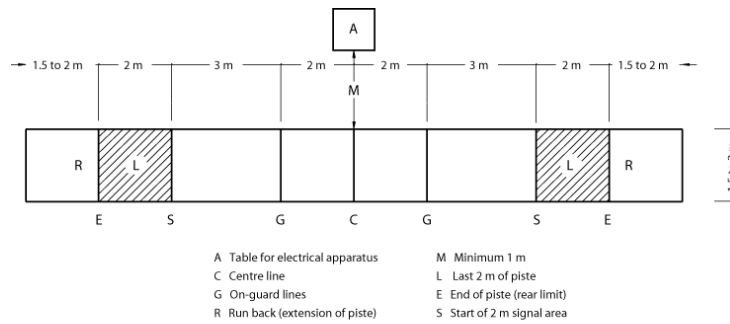 A
1.5 to 2 m 2 m 3 m 2 m 2 m 3 m 2 m 1.5 to 2 m
M
R L L R
E S G C G S E
A Table for electrical apparatus
C Centre line
G On-guard lines
R Run back (extension of piste)
M Minimum 1 m
L Last 2 m of piste
E End of piste (rear limit)
S Start of 2 m signal area